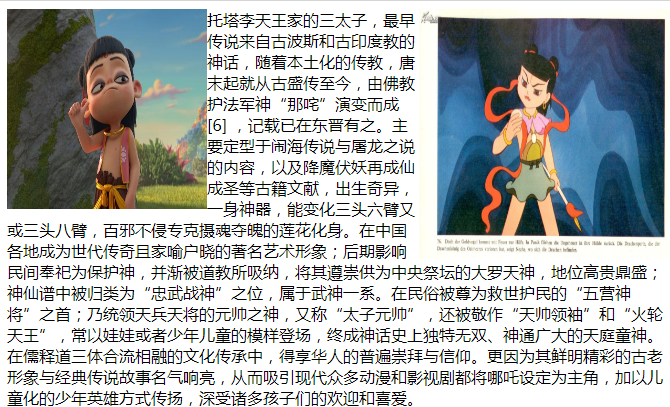 托塔李天王家的三太子，最早
传说来自古波斯和古印度教的
神话，随着本土化的传教，唐
末起就从古盛传至今，由佛教
护法军神“那咤”演变而成
[6] ，记载已在东晋有之。主
要定型于闹海传说与屠龙之说
的内容，以及降魔伏妖再成仙
成圣等古籍文献，出生奇异，
一身神器，能变化三头六臂又
或三头八臂，百邪不侵专克摄魂夺魄的莲花化身。在中国
各地成为世代传奇且家喻户晓的著名艺术形象；后期影响
民间奉祀为保护神，并渐被道教所吸纳，将其遵崇供为中央祭坛的大罗天神，地位高贵鼎盛；
神仙谱中被归类为“忠武战神”之位，属于武神一系。在民俗被尊为救世护民的“五营神
将”之首；乃统领天兵天将的元帅之神，又称“太子元帅”，还被敬作“天帅领袖”和“火轮
天王”，常以娃娃或者少年儿童的模样登场，终成神话史上独特无双、神通广大的天庭童神。
在儒释道三体合流相融的文化传承中，得享华人的普遍崇拜与信仰。更因为其鲜明精彩的古老
形象与经典传说故事名气响亮，从而吸引现代众多动漫和影视剧都将哪吒设定为主角，加以儿
童化的少年英雄方式传扬，深受诸多孩子们的欢迎和喜爱。